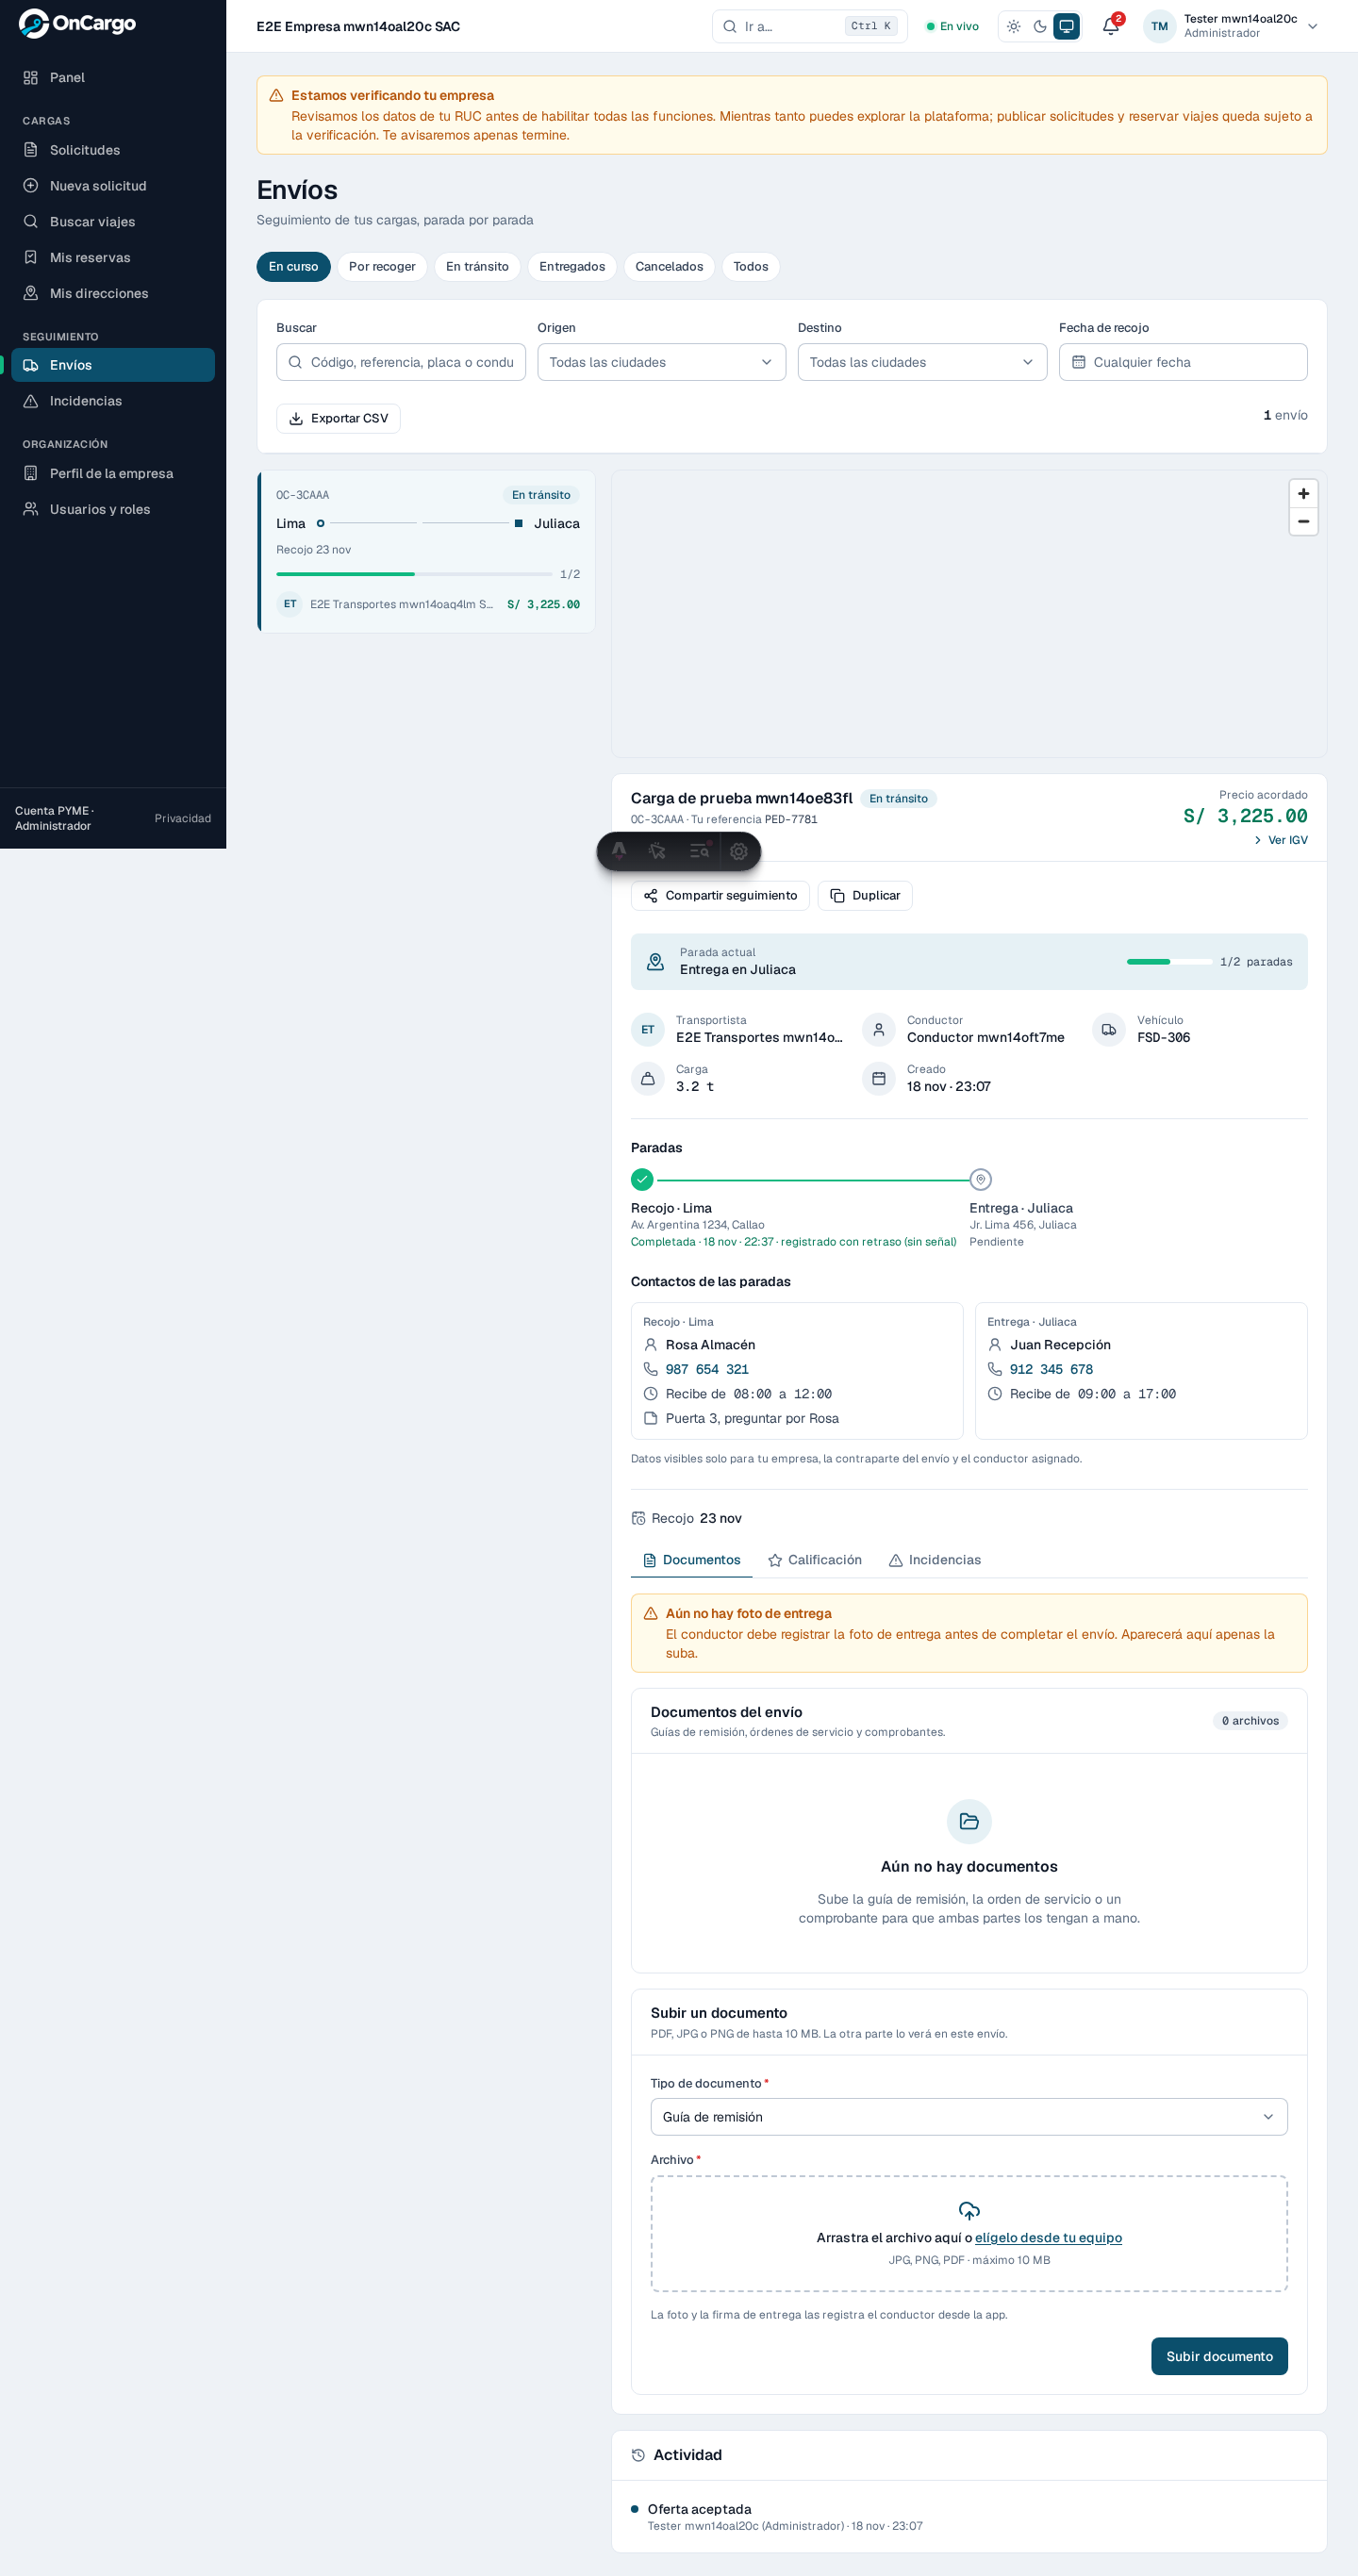 OnCargo
Panel
CARGAS
Solicitudes
Nueva solicitud
Buscar viajes
Mis reservas
Mis direcciones
SEGUIMIENTO
Envíos
Incidencias
ORGANIZACIÓN
Perfil de la empresa
Usuarios y roles
Cuenta PYME ·
Administrador
Privacidad
E2E Empresa mwn14oal20c SAC
Ir a...
Ctrl K
En vivo
2
TM
Tester mwn14oal20c
Administrador
Estamos verificando tu empresa
Revisamos los datos de tu RUC antes de habilitar todas las funciones. Mientras tanto puedes explorar la plataforma; publicar solicitudes y reservar viajes queda sujeto a
la verificación. Te avisaremos apenas termine.
Envíos
Seguimiento de tus cargas, parada por parada
En curso
Por recoger
En tránsito
Entregados
Cancelados
Todos
Buscar
Origen
Destino
Fecha de recojo
Código, referencia, placa o condu
Todas las ciudades
Todas las ciudades
Cualquier fecha
Exportar CSV
1 envío
OC-3CAAA
En tránsito
Lima
Juliaca
Recojo 23 nov
1/2
ET
E2E Transportes mwn14oaq4lm S...
S/ 3,225.00
Carga de prueba mwn14oe83fl
En tránsito
OC-3CAAA · Tu referencia PED-7781
Precio acordado
S/ 3,225.00
Ver IGV
Compartir seguimiento
Duplicar
Parada actual
Entrega en Juliaca
1/2 paradas
ET
Transportista
E2E Transportes mwn14o...
Conductor
Conductor mwn14oft7me
Vehículo
FSD-306
Carga
3.2 t
Creado
18 nov · 23:07
Paradas
Recojo · Lima
Av. Argentina 1234, Callao
Completada · 18 nov · 22:37 · registrado con retraso (sin señal)
Entrega · Juliaca
Jr. Lima 456, Juliaca
Pendiente
Contactos de las paradas
Recojo · Lima
Rosa Almacén
987 654 321
Recibe de 08:00 a 12:00
Puerta 3, preguntar por Rosa
Entrega · Juliaca
Juan Recepción
912 345 678
Recibe de 09:00 a 17:00
Datos visibles solo para tu empresa, la contraparte del envío y el conductor asignado.
Recojo 23 nov
Documentos
Calificación
Incidencias
Aún no hay foto de entrega
El conductor debe registrar la foto de entrega antes de completar el envío. Aparecerá aquí apenas la
suba.
Documentos del envío
Guías de remisión, órdenes de servicio y comprobantes.
0 archivos
Aún no hay documentos
Sube la guía de remisión, la orden de servicio o un
comprobante para que ambas partes los tengan a mano.
Subir un documento
PDF, JPG o PNG de hasta 10 MB. La otra parte lo verá en este envío.
Tipo de documento *
Guía de remisión
Archivo *
Arrastra el archivo aquí o elígelo desde tu equipo
JPG, PNG, PDF · máximo 10 MB
La foto y la firma de entrega las registra el conductor desde la app.
Subir documento
Actividad
Oferta aceptada
Tester mwn14oal20c (Administrador) · 18 nov · 23:07